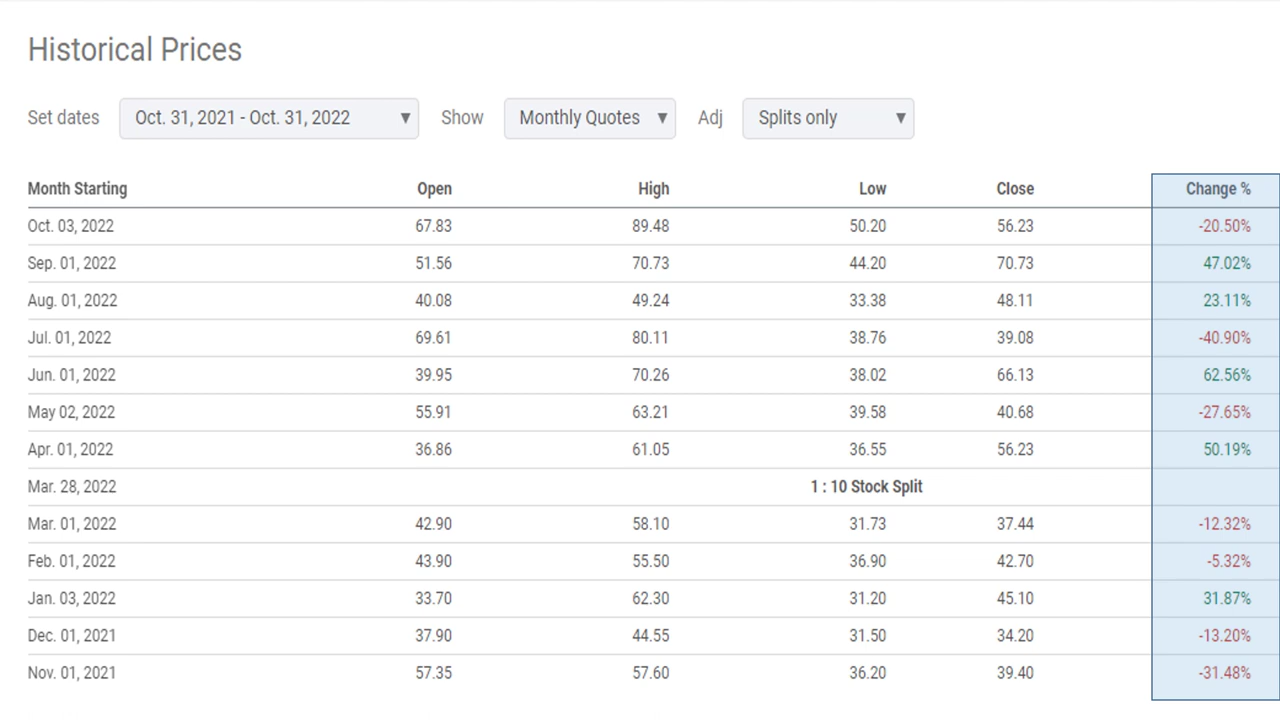 Historical Prices
Set dates Oct. 31, 2021 - Oct. 31, 2022 ▼ Show Monthly Quotes ▼ Adj Splits only ▼
Month Starting Open High Low Close Change %
Oct. 03, 2022 67.83 89.48 50.20 56.23 -20.50%
Sep. 01, 2022 51.56 70.73 44.20 70.73 47.02%
Aug. 01, 2022 40.08 49.24 33.38 48.11 23.11%
Jul. 01, 2022 69.61 80.11 38.76 39.08 -40.90%
Jun. 01, 2022 39.95 70.26 38.02 66.13 62.56%
May 02, 2022 55.91 63.21 39.58 40.68 -27.65%
Apr. 01, 2022 36.86 61.05 36.55 56.23 50.19%
Mar. 28, 2022 1 : 10 Stock Split
Mar. 01, 2022 42.90 58.10 31.73 37.44 -12.32%
Feb. 01, 2022 43.90 55.50 36.90 42.70 -5.32%
Jan. 03, 2022 33.70 62.30 31.20 45.10 31.87%
Dec. 01, 2021 37.90 44.55 31.50 34.20 -13.20%
Nov. 01, 2021 57.35 57.60 36.20 39.40 -31.48%